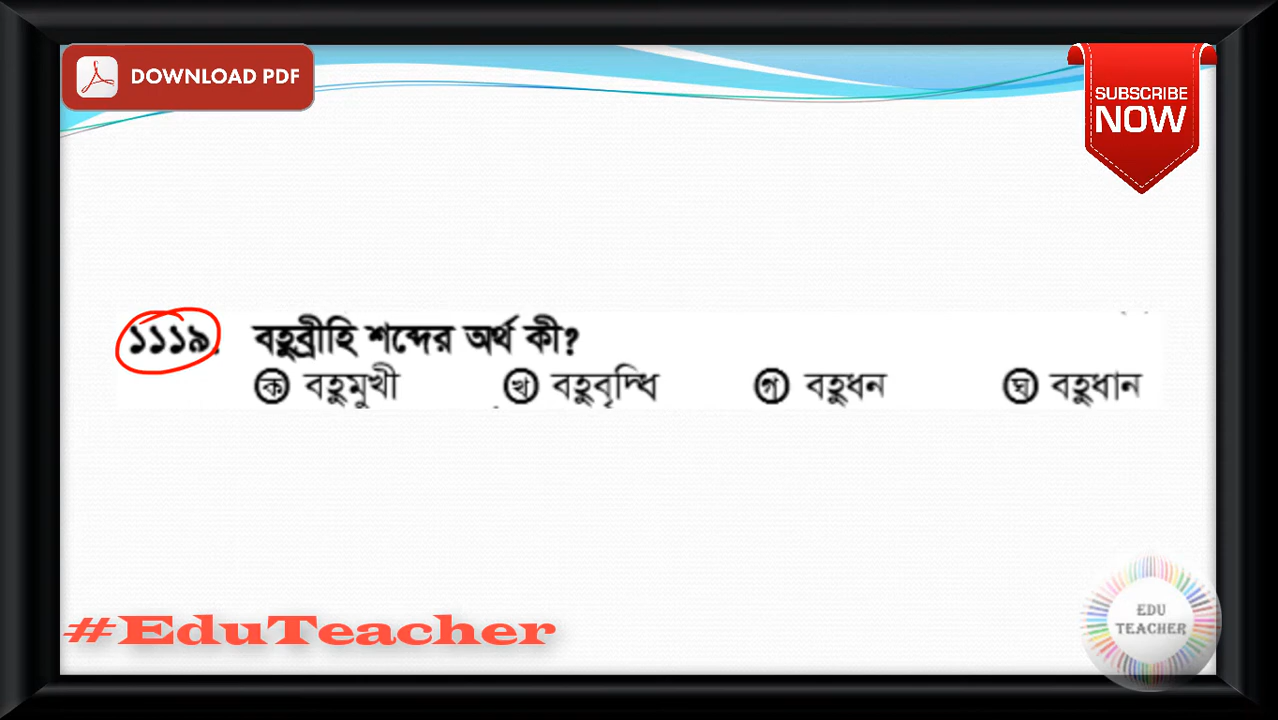 DOWNLOAD PDF
SUBSCRIBE
NOW
১১১৯. বহুব্রীহি শব্দের অর্থ কী?
ক বহুমুখী খ বহুবৃদ্ধি গ বহুধন ঘ বহুধান
#EduTeacher
EDU
TEACHER